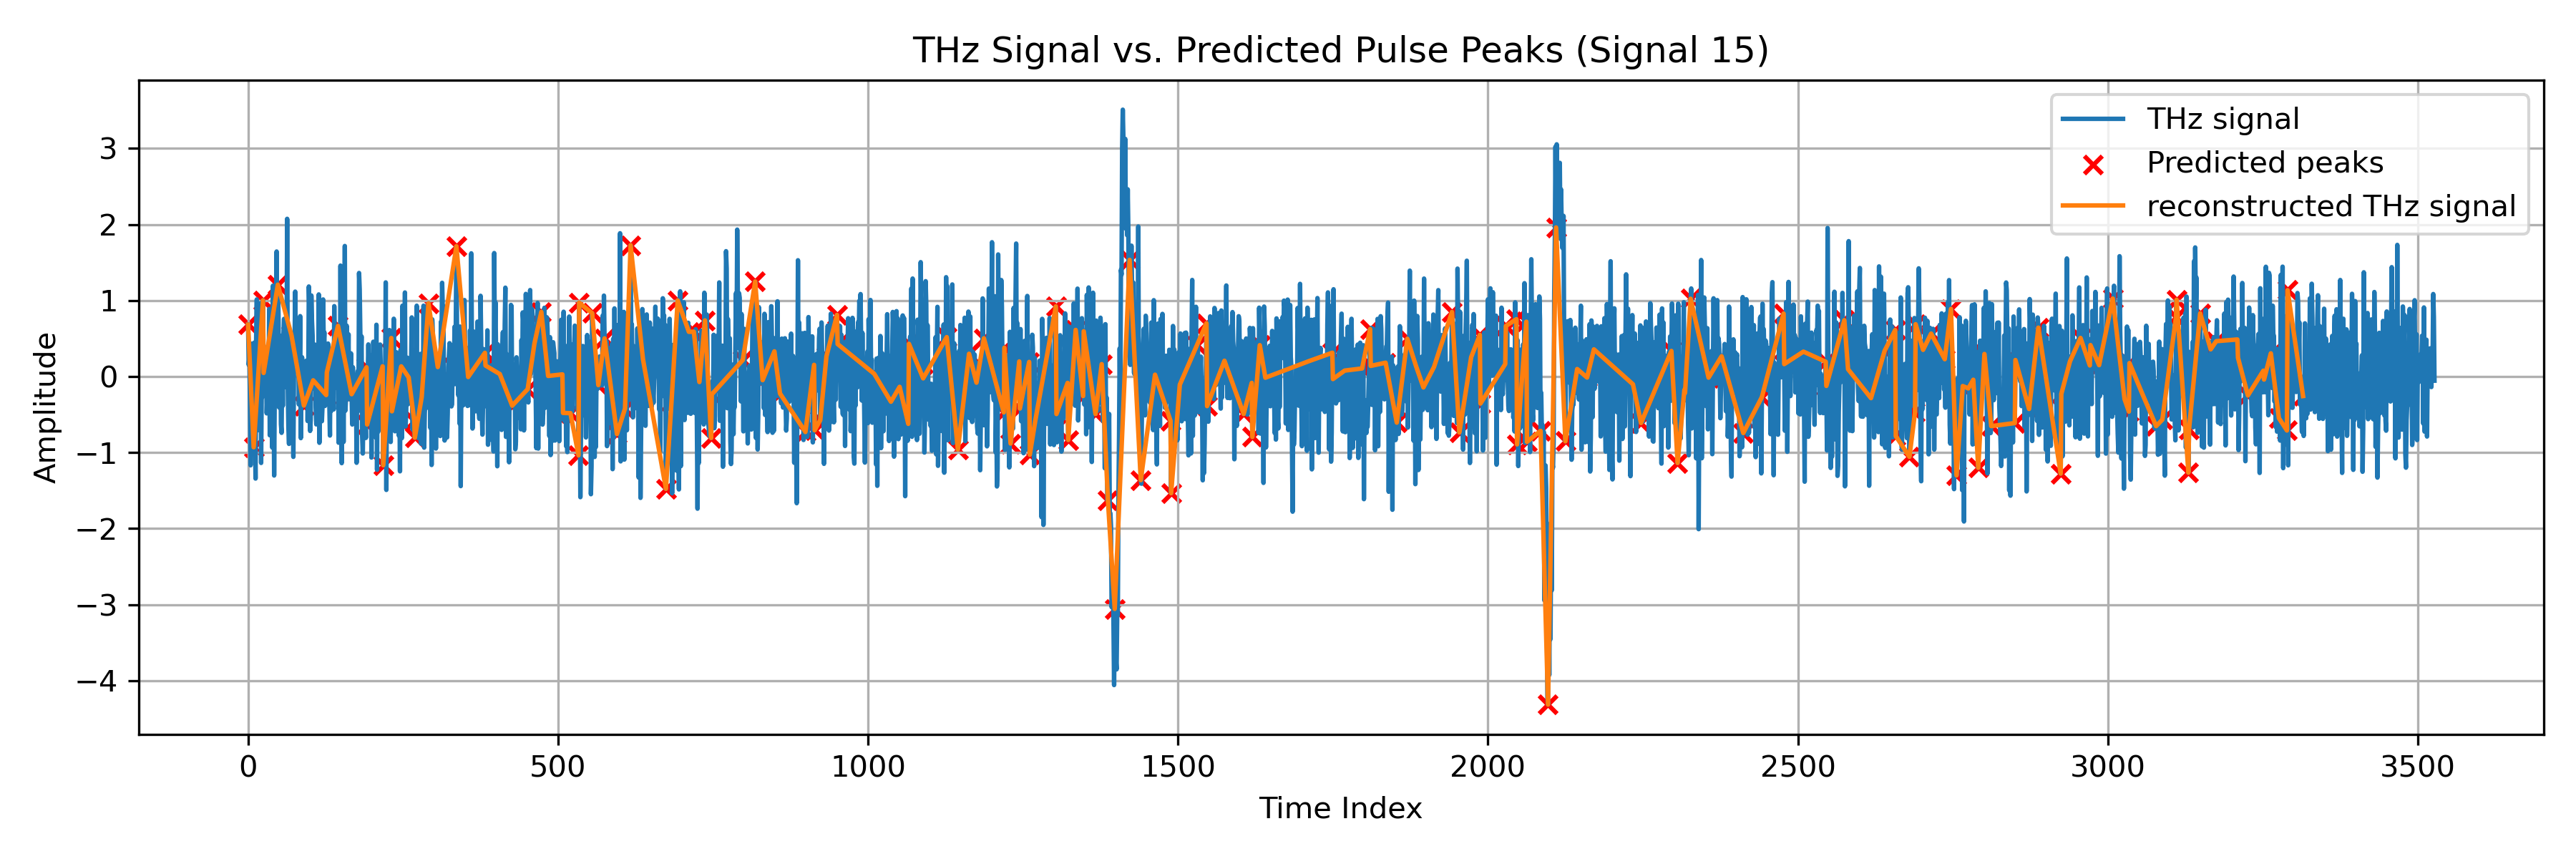 THz Signal vs. Predicted Pulse Peaks (Signal 15)
THz signal
Predicted peaks
reconstructed THz signal
3
2
1
0
−1
−2
−3
−4
Amplitude
0 500 1000 1500 2000 2500 3000 3500
Time Index